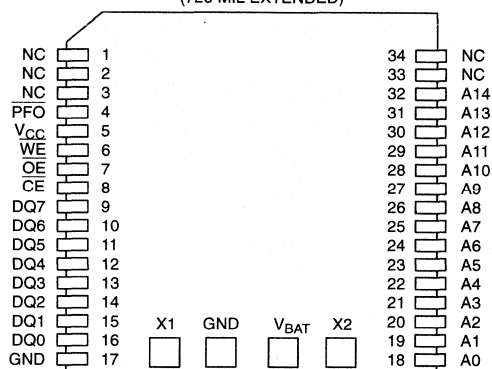 (720 MIL EXTENDED)
NC 1 34 NC
NC 2 33 NC
NC 3 32 A14
PFO 4 31 A13
VCC 5 30 A12
WE 6 29 A11
OE 7 28 A10
CE 8 27 A9
DQ7 9 26 A8
DQ6 10 25 A7
DQ5 11 24 A6
DQ4 12 23 A5
DQ3 13 22 A4
DQ2 14 21 A3
DQ1 15 X1 GND VBAT X2 20 A2
DQ0 16 19 A1
GND 17 18 A0